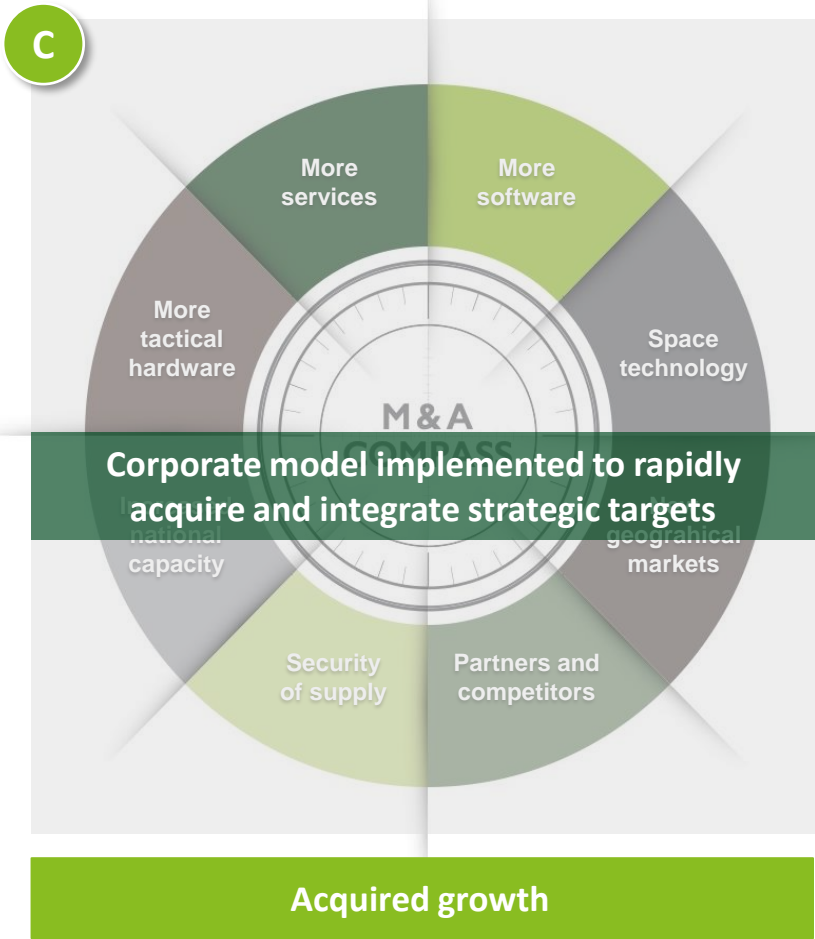 C
More
services
More
software
More
tactical
hardware
Space
technology
M & A
COMPASS
Corporate model implemented to rapidly
acquire and integrate strategic targets
national
capacity
geograhical
markets
Security
of supply
Partners and
competitors
Acquired growth